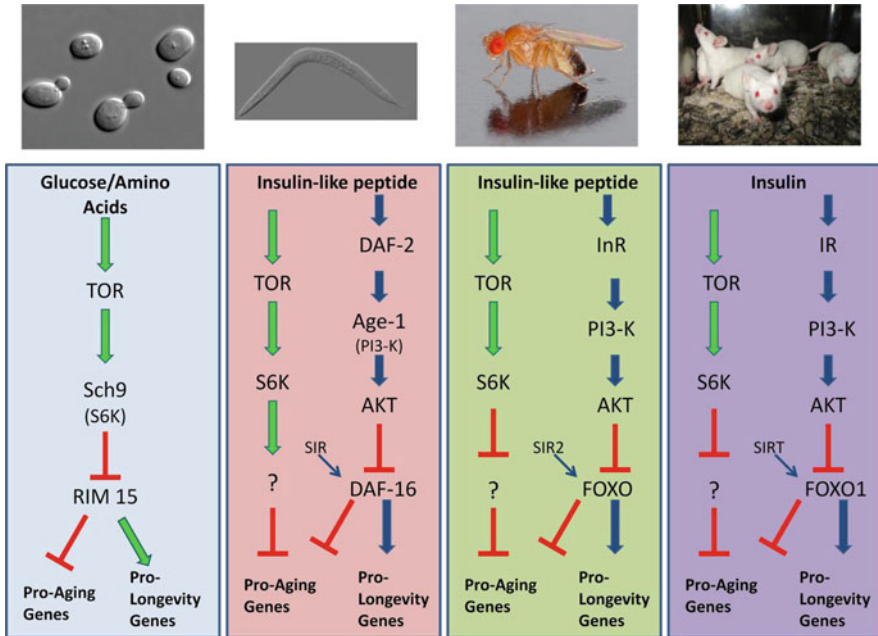 Glucose/Amino
Acids
TOR
Sch9
(S6K)
RIM 15
Pro-Aging
Genes
Pro-
Longevity
Genes
Insulin-like peptide
TOR
S6K
?
Pro-Aging
Genes
DAF-2
Age-1
(PI3-K)
AKT
SIR
DAF-16
Pro-
Longevity
Genes
Insulin-like peptide
TOR
S6K
?
Pro-Aging
Genes
InR
PI3-K
AKT
SIR2
FOXO
Pro-
Longevity
Genes
Insulin
TOR
S6K
?
Pro-Aging
Genes
IR
PI3-K
AKT
SIRT
FOXO1
Pro-
Longevity
Genes